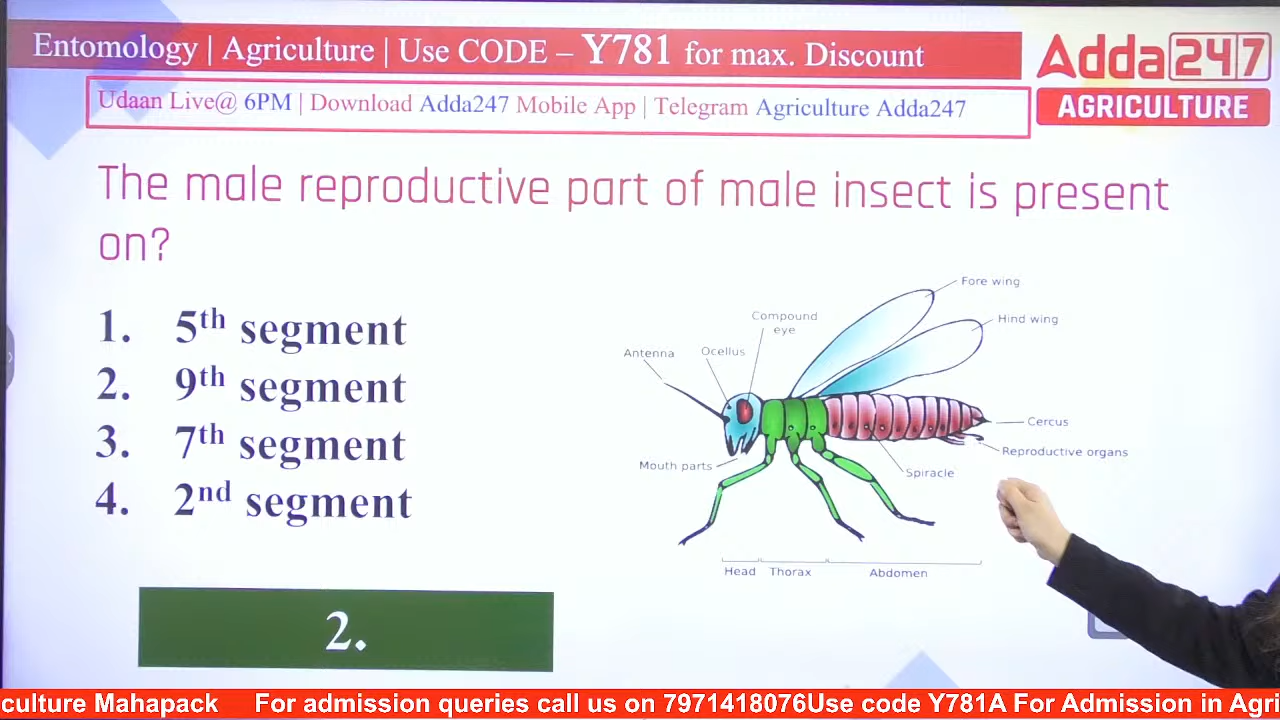 Entomology | Agriculture | Use CODE – Y781 for max. Discount
Adda247
AGRICULTURE
Udaan Live@ 6PM | Download Adda247 Mobile App | Telegram Agriculture Adda247
The male reproductive part of male insect is present
on?
1. 5th segment
2. 9th segment
3. 7th segment
4. 2nd segment
Fore wing
Hind wing
Compound
eye
Antenna
Ocellus
Cercus
Reproductive organs
Mouth parts
Spiracle
Head
Thorax
Abdomen
2.
culture Mahapack For admission queries call us on 7971418076Use code Y781A For Admission in Agri